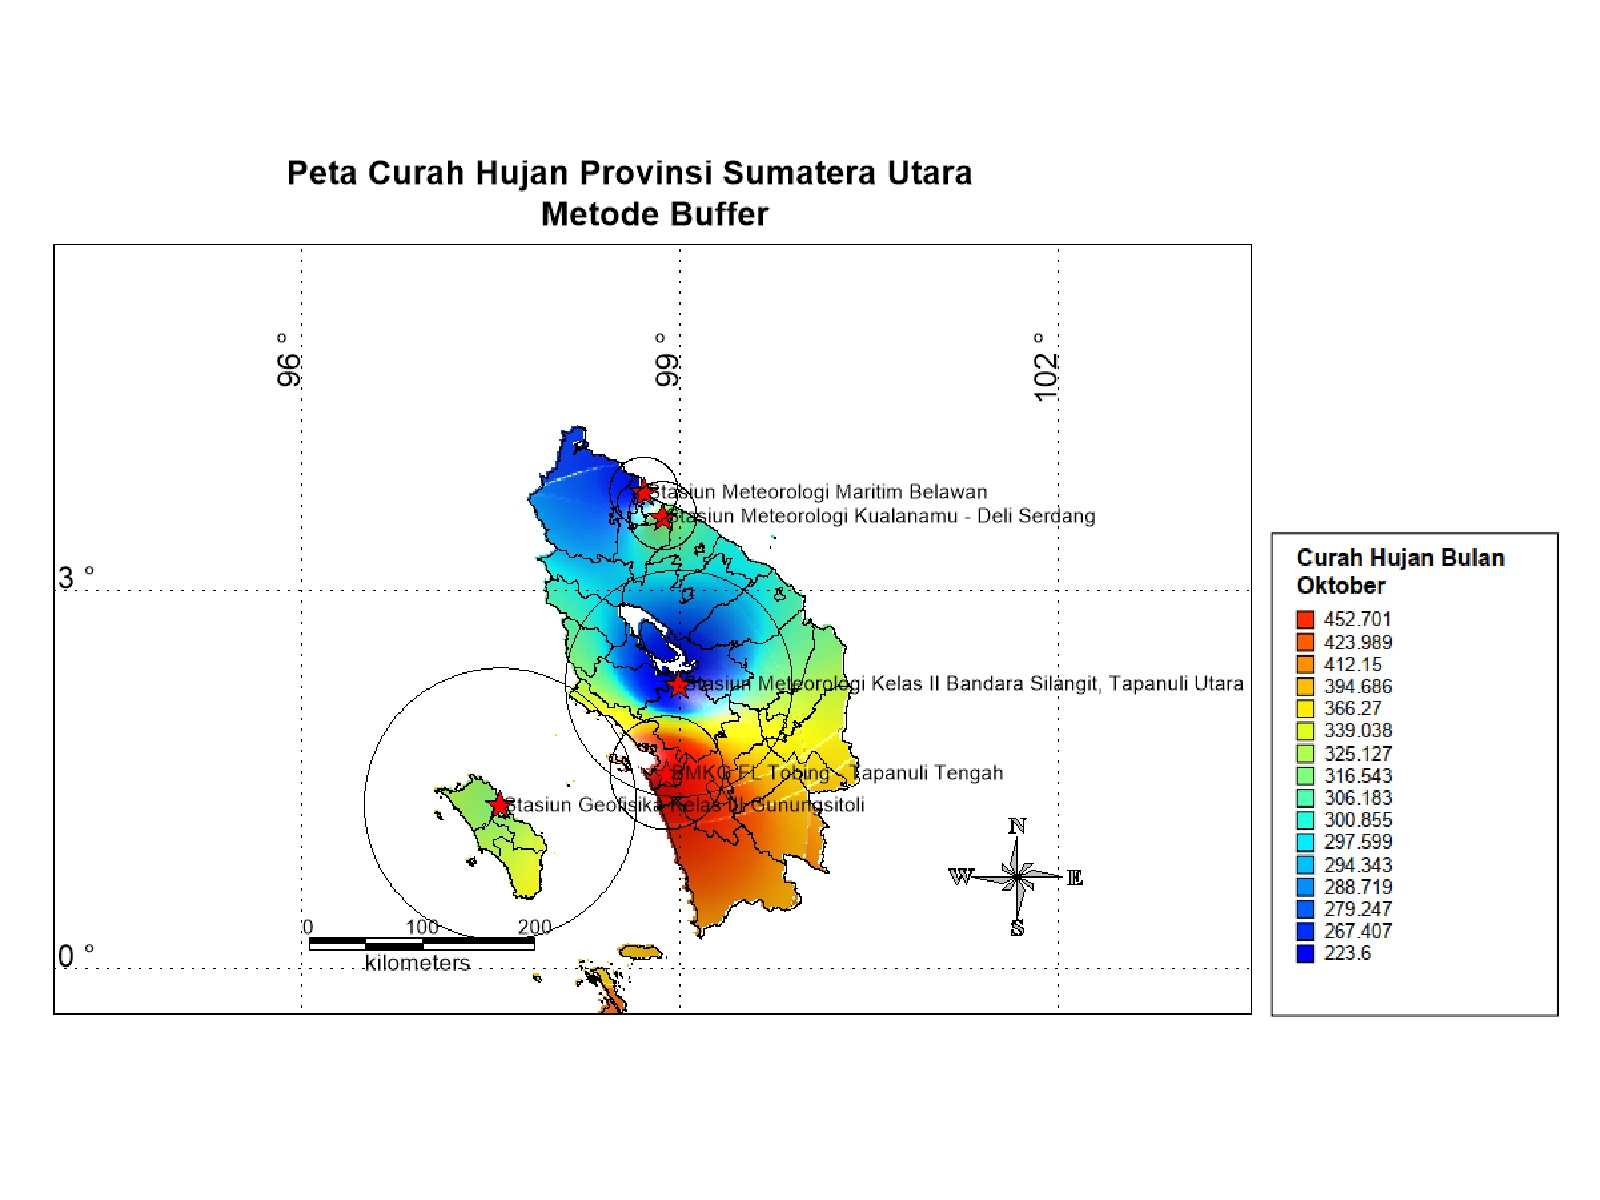 Peta Curah Hujan Provinsi Sumatera Utara
Metode Buffer
96 °
99 °
102 °
Stasiun Meteorologi Maritim Belawan
Stasiun Meteorologi Kualanamu - Deli Serdang
3 °
Stasiun Meteorologi Kelas II Bandara Silangit, Tapanuli Utara
BMKG FL Tobing - Tapanuli Tengah
Stasiun Geofisika Kelas III Gunungsitoli
N
W E
S
0 100 200
kilometers
0 °
Curah Hujan Bulan
Oktober
452.701
423.989
412.15
394.686
366.27
339.038
325.127
316.543
306.183
300.855
297.599
294.343
288.719
279.247
267.407
223.6